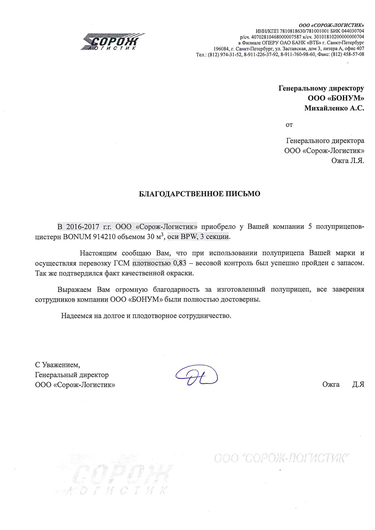 СОРОЖ
ЛОГИСТИК
ООО «СОРОЖ-ЛОГИСТИК»
ИНН/КПП 7810818630/781001001 БИК 044030704
р/сч. 40702810468000007587 к/сч. 30101810200000000704
в Филиале ОПЕРУ ОАО БАНК «ВТБ» г. Санкт-Петербург
196084, г. Санкт-Петербург, ул. Заставская, дом 3, литера А, офис 407
Тел.: (812) 974-31-52, 8-911-226-37-92, 8-911-760-98-60, Факс: (812) 458-57-08
Генеральному директору
ООО «БОНУМ»
Михайленко А.С.
от
Генерального директора
ООО «Сорож-Логистик»
Ожга Л.Я.
БЛАГОДАРСТВЕННОЕ ПИСЬМО
В 2016-2017 г.г. ООО «Сорож-Логистик» приобрело у Вашей компании 5 полуприцепов-
цистерн BONUM 914210 объемом 30 м³, оси BPW, 3 секции.
Настоящим сообщаю Вам, что при использовании полуприцепа Вашей марки и
осуществляя перевозку ГСМ плотностью 0,83 – весовой контроль был успешно пройден с запасом.
Так же подтвердился факт качественной окраски.
Выражаем Вам огромную благодарность за изготовленный полуприцеп, все заверения
сотрудников компании ООО «БОНУМ» были полностью достоверны.
Надеемся на долгое и плодотворное сотрудничество.
С Уважением,
Генеральный директор
ООО «Сорож-Логистик»
Ожга Д.Я
СОРОЖ
ЛОГИСТИК
ООО "СОРОЖ-ЛОГИСТИК"